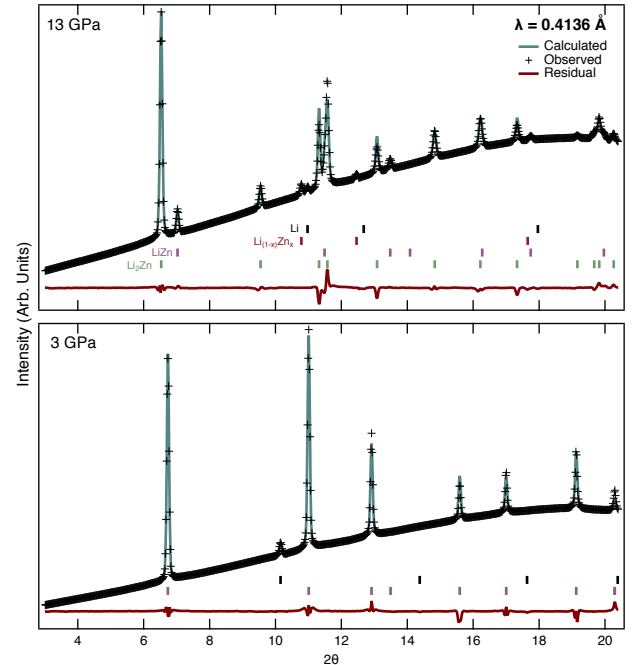 13 GPa
λ = 0.4136 Å
Calculated
Observed
Residual
Li
Li(1-x)Znx
LiZn
Li2Zn
Intensity (Arb. Units)
3 GPa
4 6 8 10 12 14 16 18 20
2θ